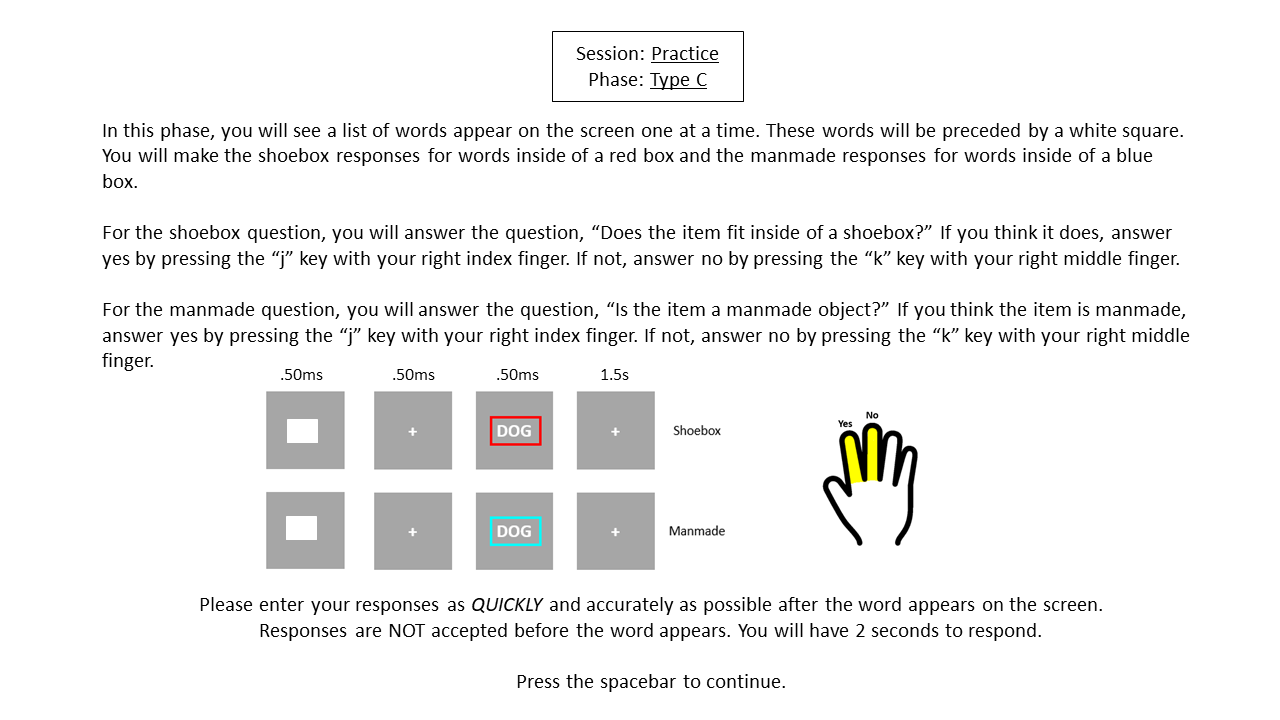 Session: Practice
Phase: Type C
In this phase, you will see a list of words appear on the screen one at a time. These words will be preceded by a white square.
You will make the shoebox responses for words inside of a red box and the manmade responses for words inside of a blue
box.
For the shoebox question, you will answer the question, “Does the item fit inside of a shoebox?” If you think it does, answer
yes by pressing the “j” key with your right index finger. If not, answer no by pressing the “k” key with your right middle finger.
For the manmade question, you will answer the question, “Is the item a manmade object?” If you think the item is manmade,
answer yes by pressing the “j” key with your right index finger. If not, answer no by pressing the “k” key with your right middle
finger.
.50ms .50ms .50ms 1.5s
+ DOG + Shoebox
Yes No
+ DOG + Manmade
Please enter your responses as QUICKLY and accurately as possible after the word appears on the screen.
Responses are NOT accepted before the word appears. You will have 2 seconds to respond.
Press the spacebar to continue.